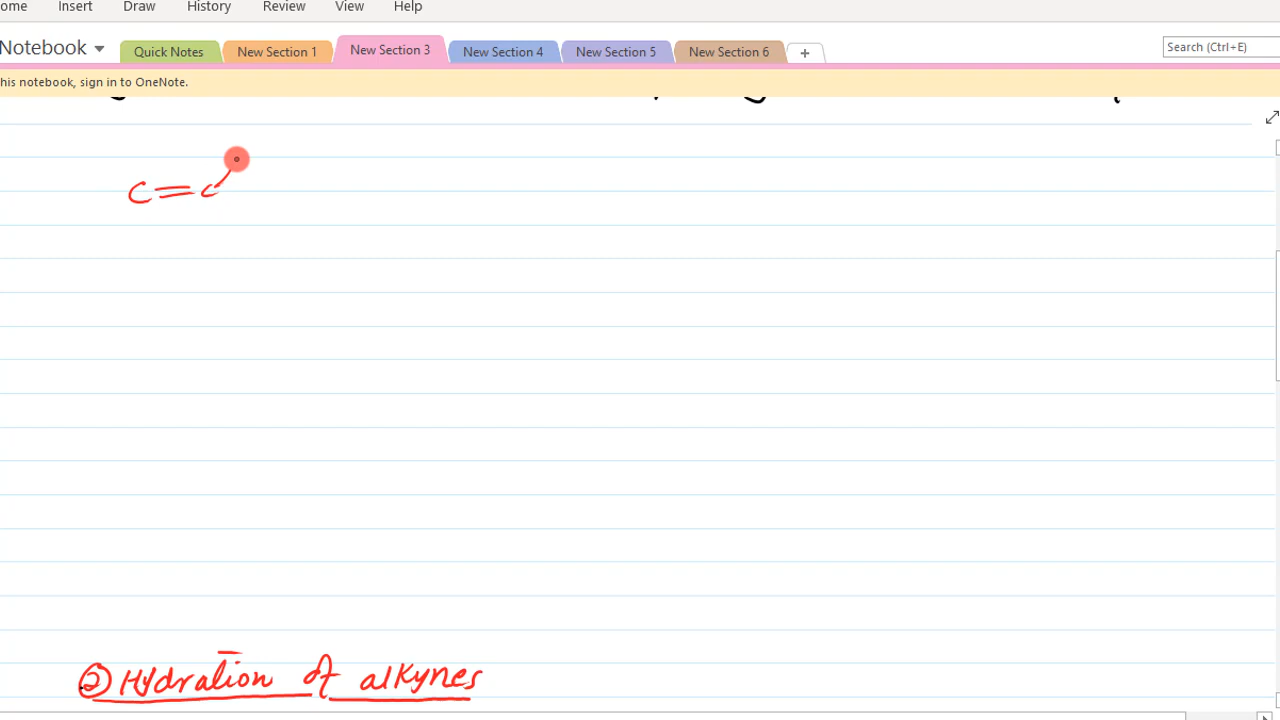 ome Insert Draw History Review View Help
Notebook Quick Notes New Section 1 New Section 3 New Section 4 New Section 5 New Section 6 + Search (Ctrl+E)
his notebook, sign in to OneNote.
C=C
② Hydration of alkynes